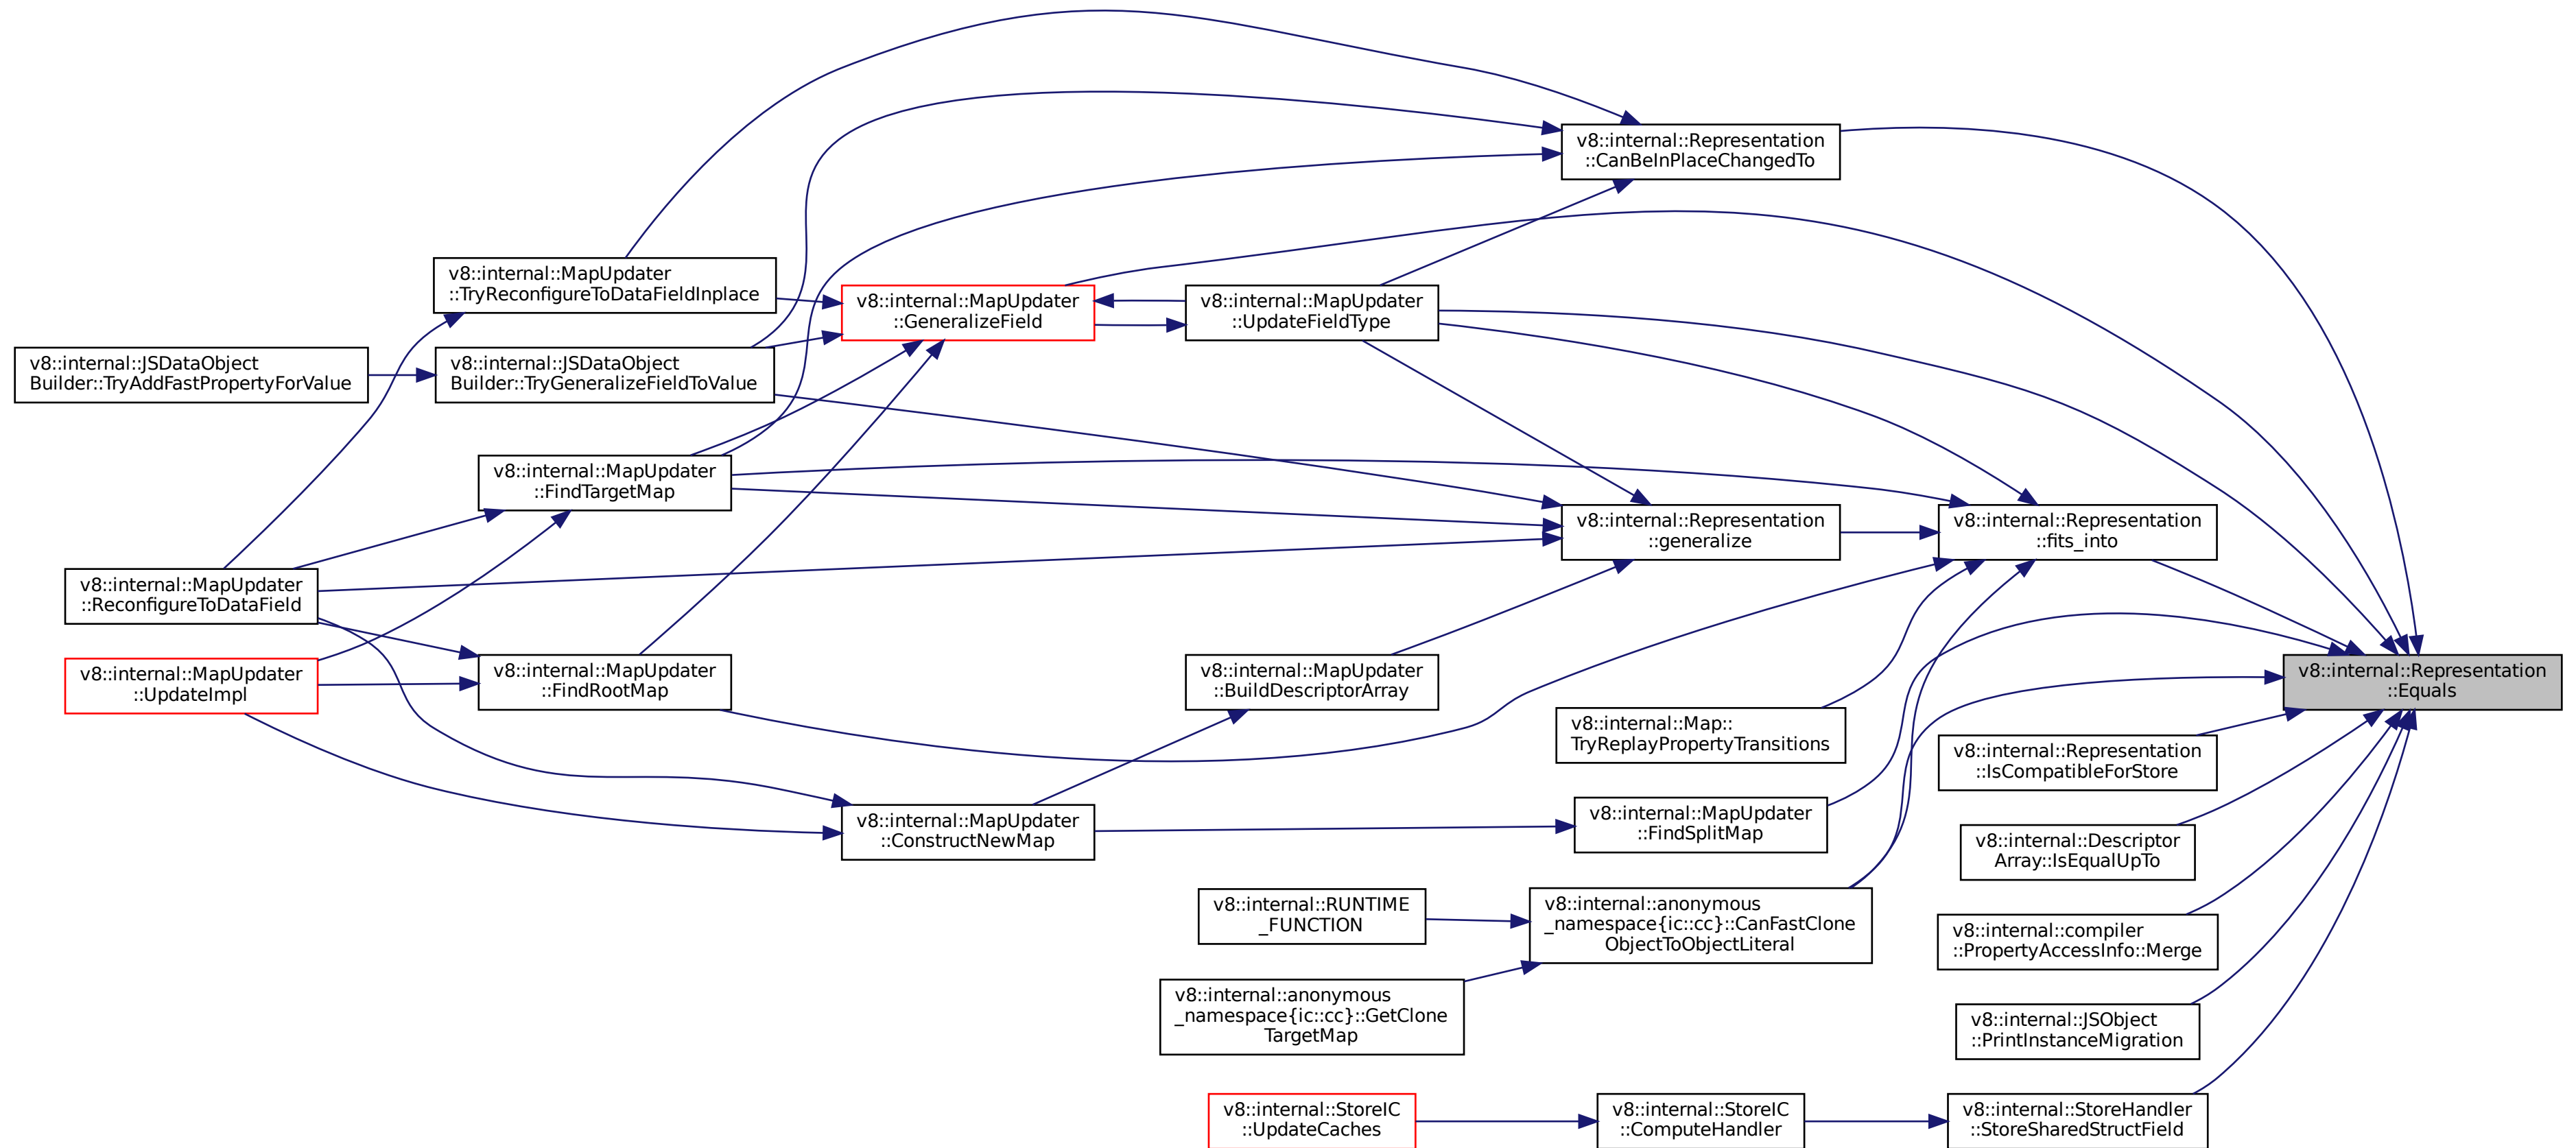 v8::internal::Representation
::CanBeInPlaceChangedTo
v8::internal::MapUpdater
::TryReconfigureToDataFieldInplace
v8::internal::MapUpdater
::GeneralizeField
v8::internal::MapUpdater
::UpdateFieldType
v8::internal::JSDataObject
Builder::TryAddFastPropertyForValue
v8::internal::JSDataObject
Builder::TryGeneralizeFieldToValue
v8::internal::MapUpdater
::FindTargetMap
v8::internal::Representation
::generalize
v8::internal::Representation
::fits_into
v8::internal::MapUpdater
::ReconfigureToDataField
v8::internal::MapUpdater
::UpdateImpl
v8::internal::MapUpdater
::FindRootMap
v8::internal::MapUpdater
::BuildDescriptorArray
v8::internal::Representation
::Equals
v8::internal::Map::
TryReplayPropertyTransitions
v8::internal::Representation
::IsCompatibleForStore
v8::internal::MapUpdater
::ConstructNewMap
v8::internal::MapUpdater
::FindSplitMap
v8::internal::Descriptor
Array::IsEqualUpTo
v8::internal::RUNTIME
_FUNCTION
v8::internal::anonymous
_namespace{ic::cc}::CanFastClone
ObjectToObjectLiteral
v8::internal::compiler
::PropertyAccessInfo::Merge
v8::internal::anonymous
_namespace{ic::cc}::GetClone
TargetMap
v8::internal::JSObject
::PrintInstanceMigration
v8::internal::StoreIC
::UpdateCaches
v8::internal::StoreIC
::ComputeHandler
v8::internal::StoreHandler
::StoreSharedStructField